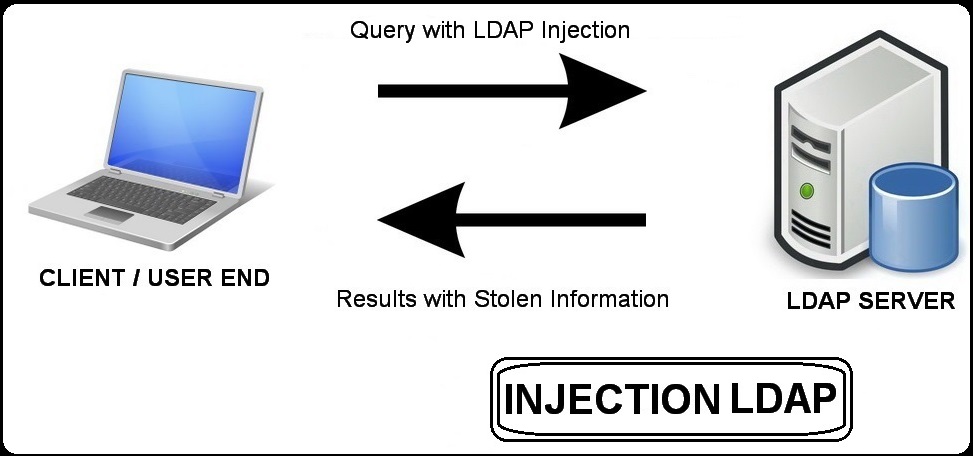 Query with LDAP Injection
CLIENT / USER END
Results with Stolen Information
LDAP SERVER
INJECTION LDAP